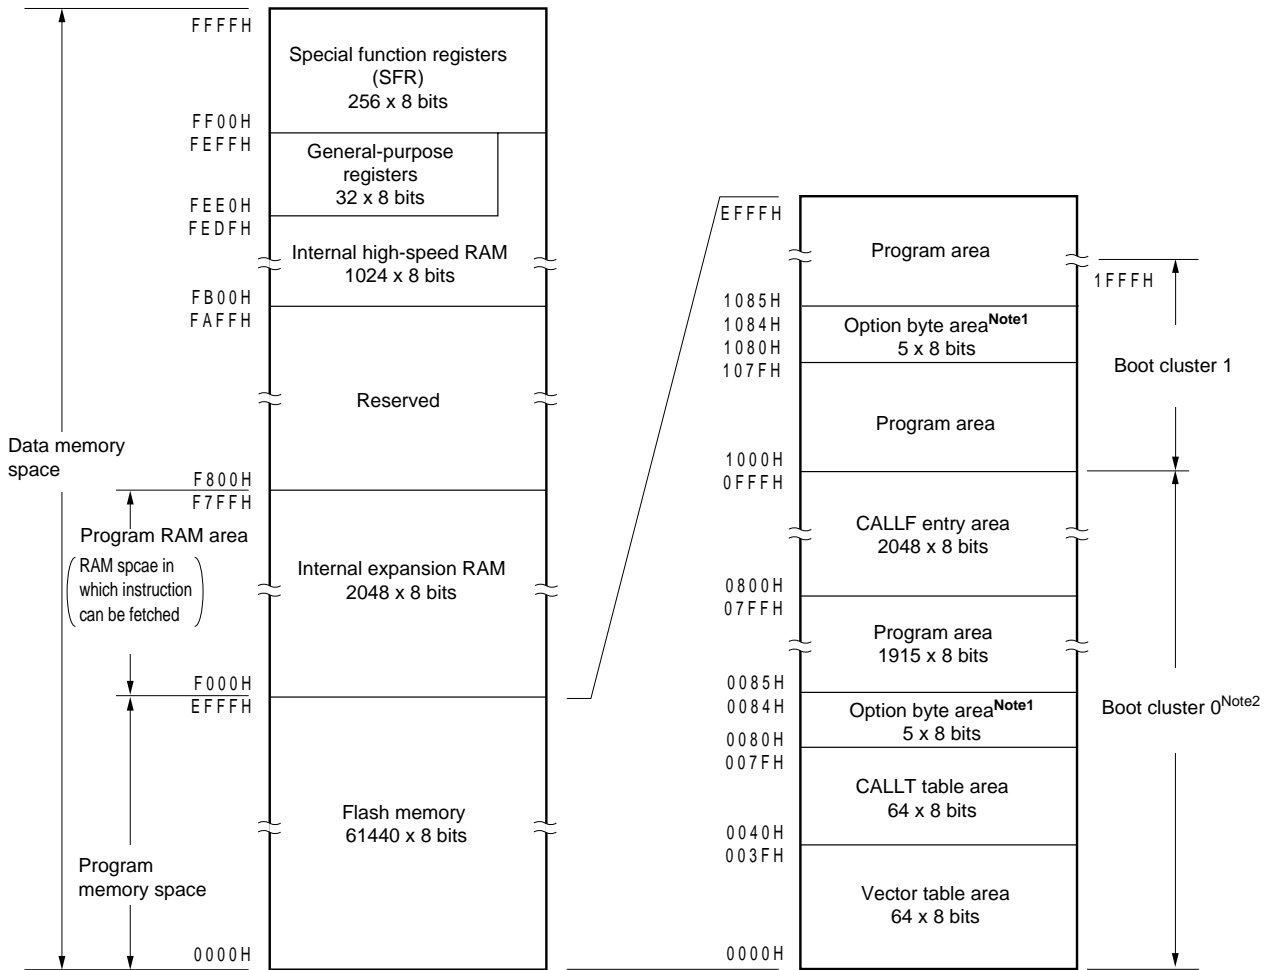 FFFFH
Special function registers
(SFR)
256 x 8 bits
FF00H
FEFFH
General-purpose
registers
32 x 8 bits
FEE0H
FEDFH
Internal high-speed RAM
1024 x 8 bits
FB00H
FAFFH
Reserved
Data memory
space
F800H
F7FFH
Program RAM area
RAM spcae in
which instruction
can be fetched
Internal expansion RAM
2048 x 8 bits
F000H
EFFFH
Flash memory
61440 x 8 bits
Program
memory space
0000H
EFFFH
Program area
1FFFH
1085H
1084H
Option byte areaNote1
5 x 8 bits
1080H
107FH
Boot cluster 1
Program area
1000H
0FFFH
CALLF entry area
2048 x 8 bits
0800H
07FFH
Program area
1915 x 8 bits
0085H
0084H
Option byte areaNote1
5 x 8 bits
Boot cluster 0Note2
0080H
007FH
CALLT table area
64 x 8 bits
0040H
003FH
Vector table area
64 x 8 bits
0000H